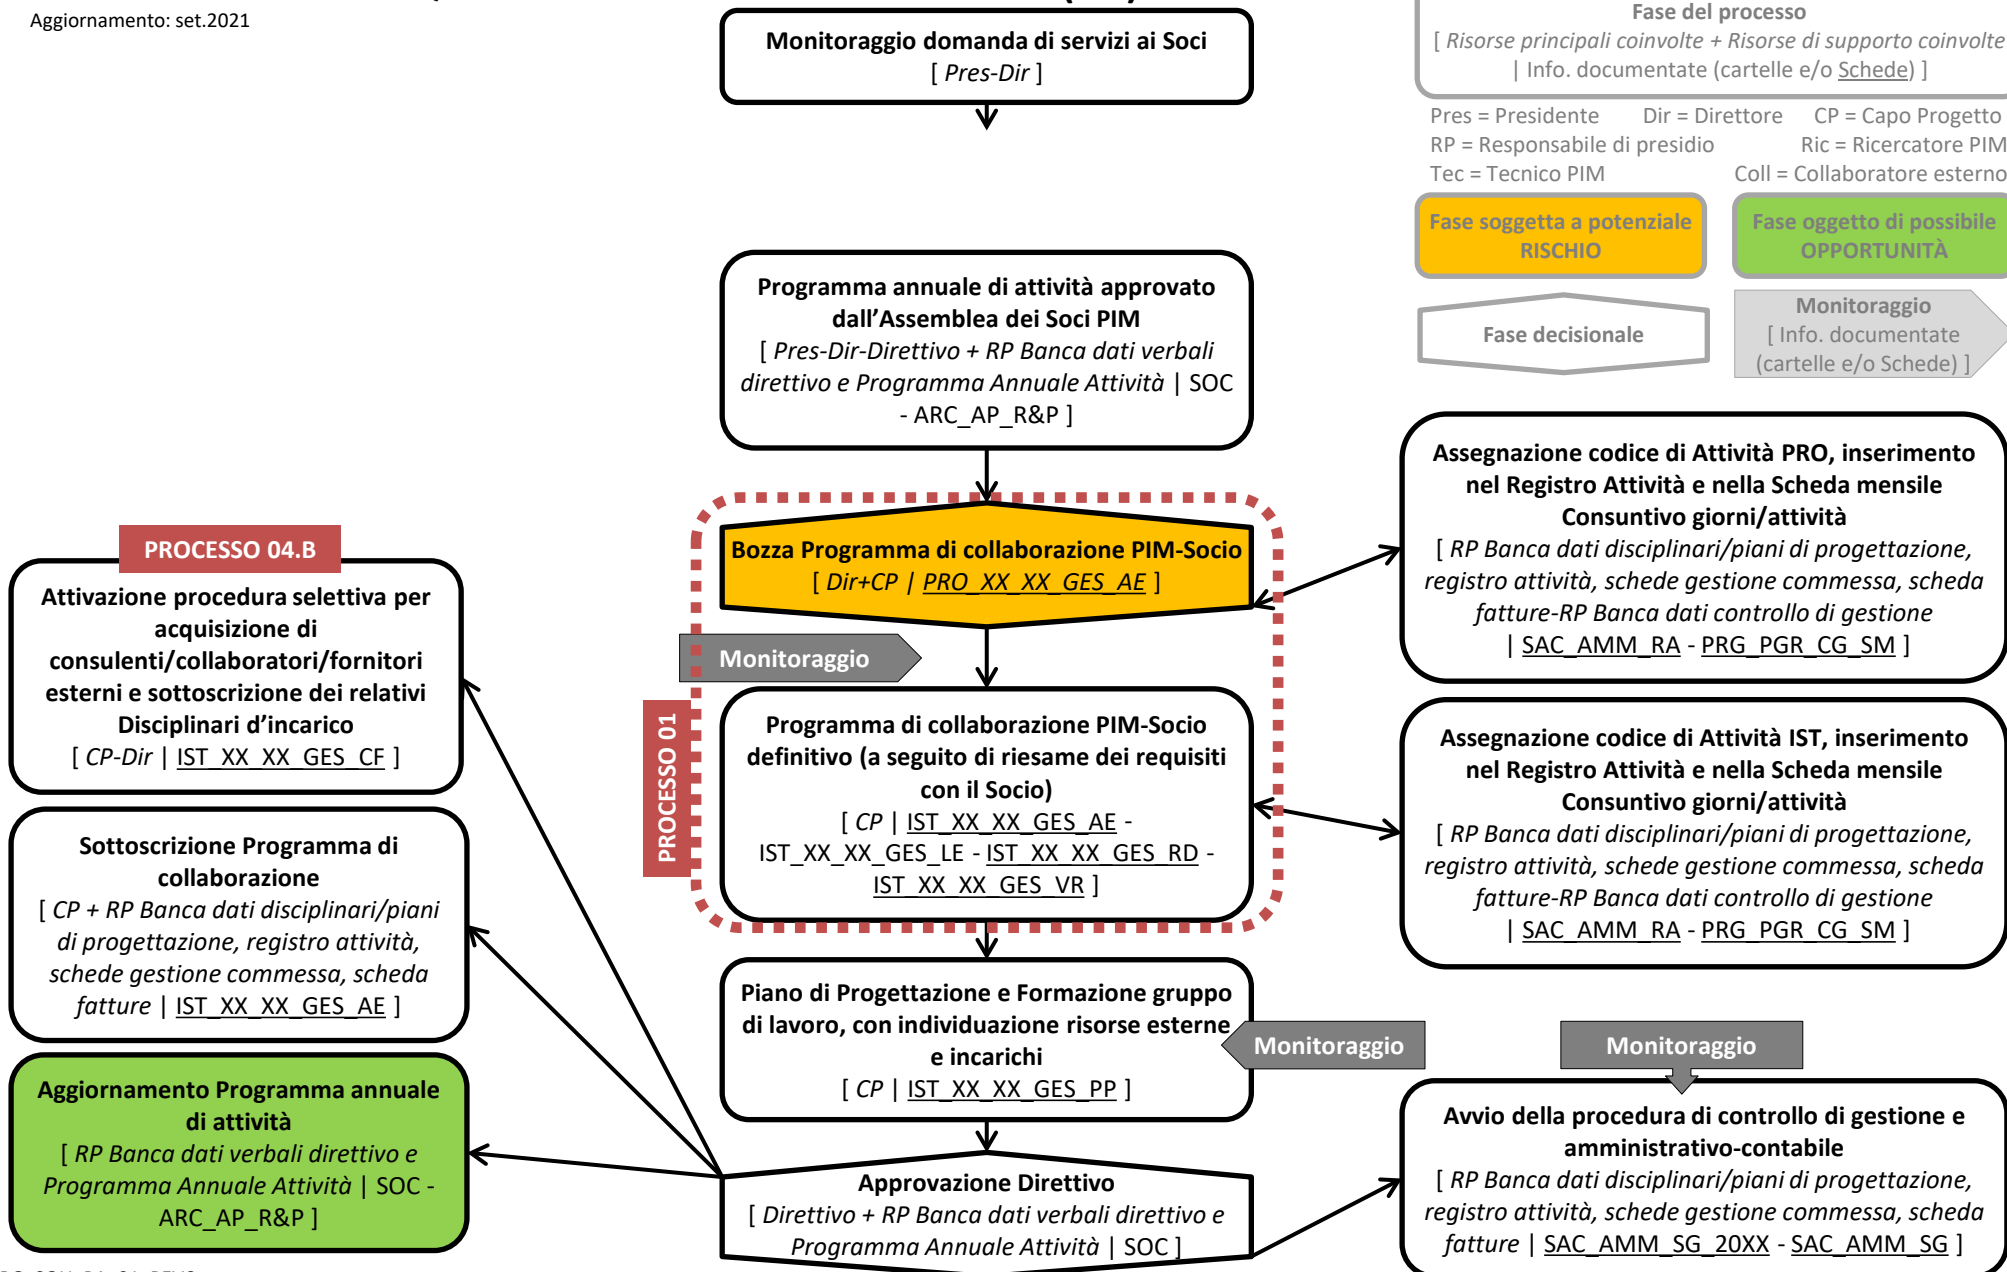 Aggiornamento: set.2021
Monitoraggio domanda di servizi ai Soci
[ Pres-Dir ]
Fase del processo
[ Risorse principali coinvolte + Risorse di supporto coinvolte
| Info. documentate (cartelle e/o Schede) ]
Pres = Presidente Dir = Direttore CP = Capo Progetto
RP = Responsabile di presidio Ric = Ricercatore PIM
Tec = Tecnico PIM Coll = Collaboratore esterno
Fase soggetta a potenziale
RISCHIO
Fase oggetto di possibile
OPPORTUNITÀ
Fase decisionale
Monitoraggio
[ Info. documentate
(cartelle e/o Schede) ]
Programma annuale di attività approvato
dall’Assemblea dei Soci PIM
[ Pres-Dir-Direttivo + RP Banca dati verbali
direttivo e Programma Annuale Attività | SOC
- ARC_AP_R&P ]
Bozza Programma di collaborazione PIM-Socio
[ Dir+CP | PRO_XX_XX_GES_AE ]
Assegnazione codice di Attività PRO, inserimento
nel Registro Attività e nella Scheda mensile
Consuntivo giorni/attività
[ RP Banca dati disciplinari/piani di progettazione,
registro attività, schede gestione commessa, scheda
fatture-RP Banca dati controllo di gestione
| SAC_AMM_RA - PRG_PGR_CG_SM ]
Monitoraggio
PROCESSO 01
Programma di collaborazione PIM-Socio
definitivo (a seguito di riesame dei requisiti
con il Socio)
[ CP | IST_XX_XX_GES_AE -
IST_XX_XX_GES_LE - IST_XX_XX_GES_RD -
IST_XX_XX_GES_VR ]
Assegnazione codice di Attività IST, inserimento
nel Registro Attività e nella Scheda mensile
Consuntivo giorni/attività
[ RP Banca dati disciplinari/piani di progettazione,
registro attività, schede gestione commessa, scheda
fatture-RP Banca dati controllo di gestione
| SAC_AMM_RA - PRG_PGR_CG_SM ]
PROCESSO 04.B
Attivazione procedura selettiva per
acquisizione di
consulenti/collaboratori/fornitori
esterni e sottoscrizione dei relativi
Disciplinari d’incarico
[ CP-Dir | IST_XX_XX_GES_CF ]
Sottoscrizione Programma di
collaborazione
[ CP + RP Banca dati disciplinari/piani
di progettazione, registro attività,
schede gestione commessa, scheda
fatture | IST_XX_XX_GES_AE ]
Aggiornamento Programma annuale
di attività
[ RP Banca dati verbali direttivo e
Programma Annuale Attività | SOC -
ARC_AP_R&P ]
Piano di Progettazione e Formazione gruppo
di lavoro, con individuazione risorse esterne
e incarichi
[ CP | IST_XX_XX_GES_PP ]
Monitoraggio
Monitoraggio
Approvazione Direttivo
[ Direttivo + RP Banca dati verbali direttivo e
Programma Annuale Attività | SOC ]
Avvio della procedura di controllo di gestione e
amministrativo-contabile
[ RP Banca dati disciplinari/piani di progettazione,
registro attività, schede gestione commessa, scheda
fatture | SAC_AMM_SG_20XX - SAC_AMM_SG ]